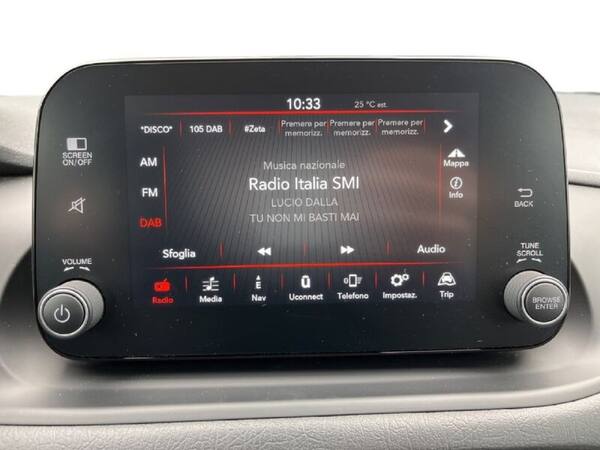 10:33 25 °C est.
*DISCO* 105 DAB #Zeta Premere per memorizz. Premere per memorizz. Premere per memorizz.
SCREEN
ON/OFF
AM
FM
DAB
Musica nazionale
Radio Italia SMI
LUCIO DALLA
TU NON MI BASTI MAI
Mappa
Info
BACK
Sfoglia Audio
VOLUME
TUNE
SCROLL
Radio Media Nav Uconnect Telefono Impostaz. Trip
E
BROWSE
ENTER